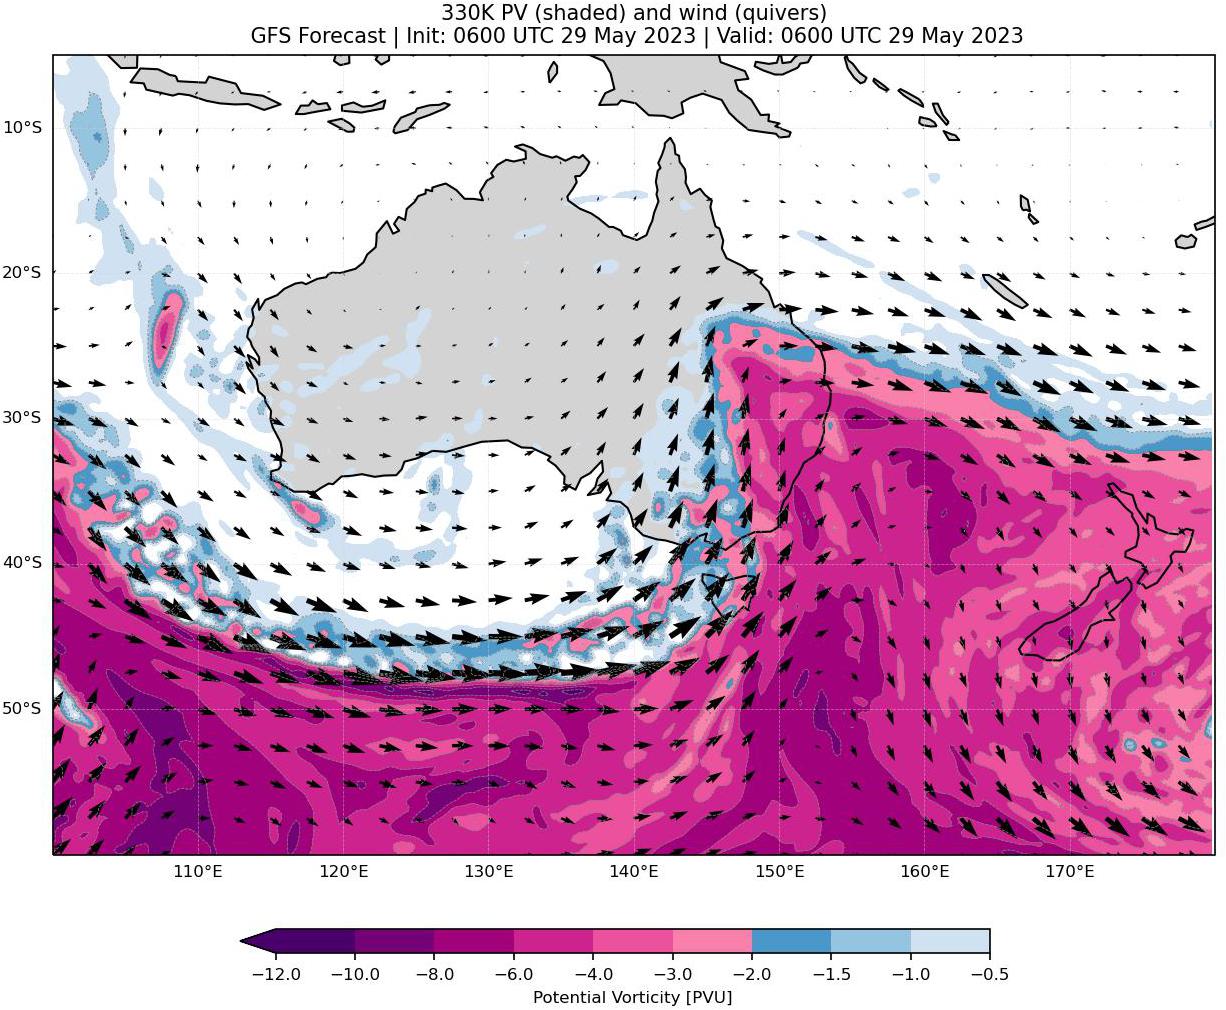 330K PV (shaded) and wind (quivers)
GFS Forecast | Init: 0600 UTC 29 May 2023 | Valid: 0600 UTC 29 May 2023
10°S
20°S
30°S
40°S
50°S
110°E 120°E 130°E 140°E 150°E 160°E 170°E
−12.0 −10.0 −8.0 −6.0 −4.0 −3.0 −2.0 −1.5 −1.0 −0.5
Potential Vorticity [PVU]